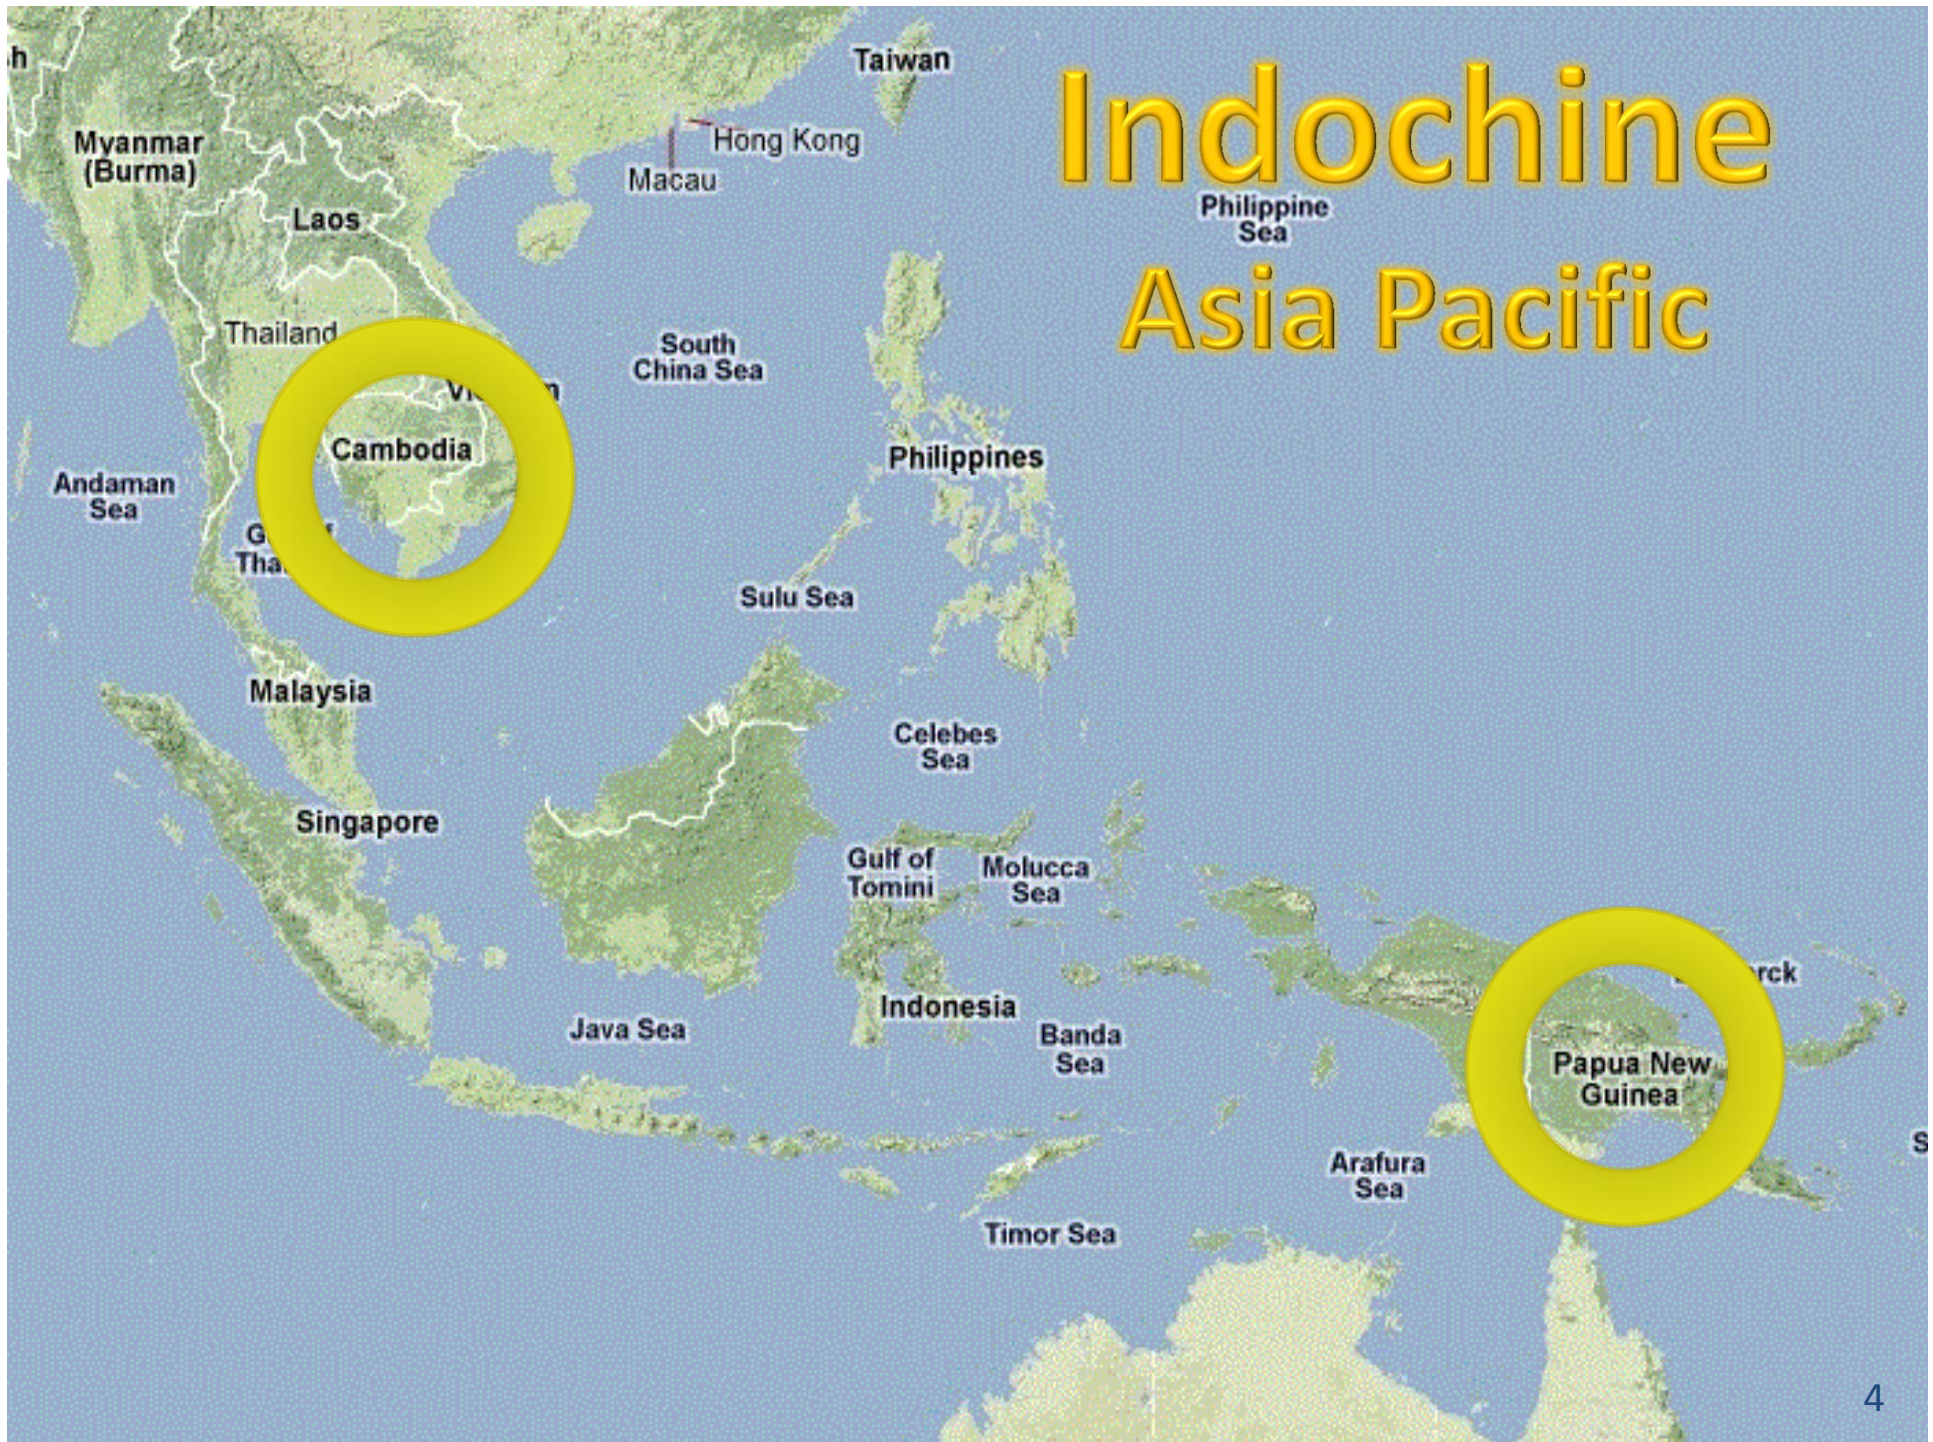 Indochine
Asia Pacific
Taiwan
Hong Kong
Macau
Myanmar
(Burma)
Laos
Philippine
Sea
Thailand
South
China Sea
Cambodia
Philippines
Andaman
Sea
Sulu Sea
Malaysia
Celebes
Sea
Singapore
Gulf of
Tomini
Molucca
Sea
Indonesia
Java Sea
Banda
Sea
Papua New
Guinea
Arafura
Sea
Timor Sea
4